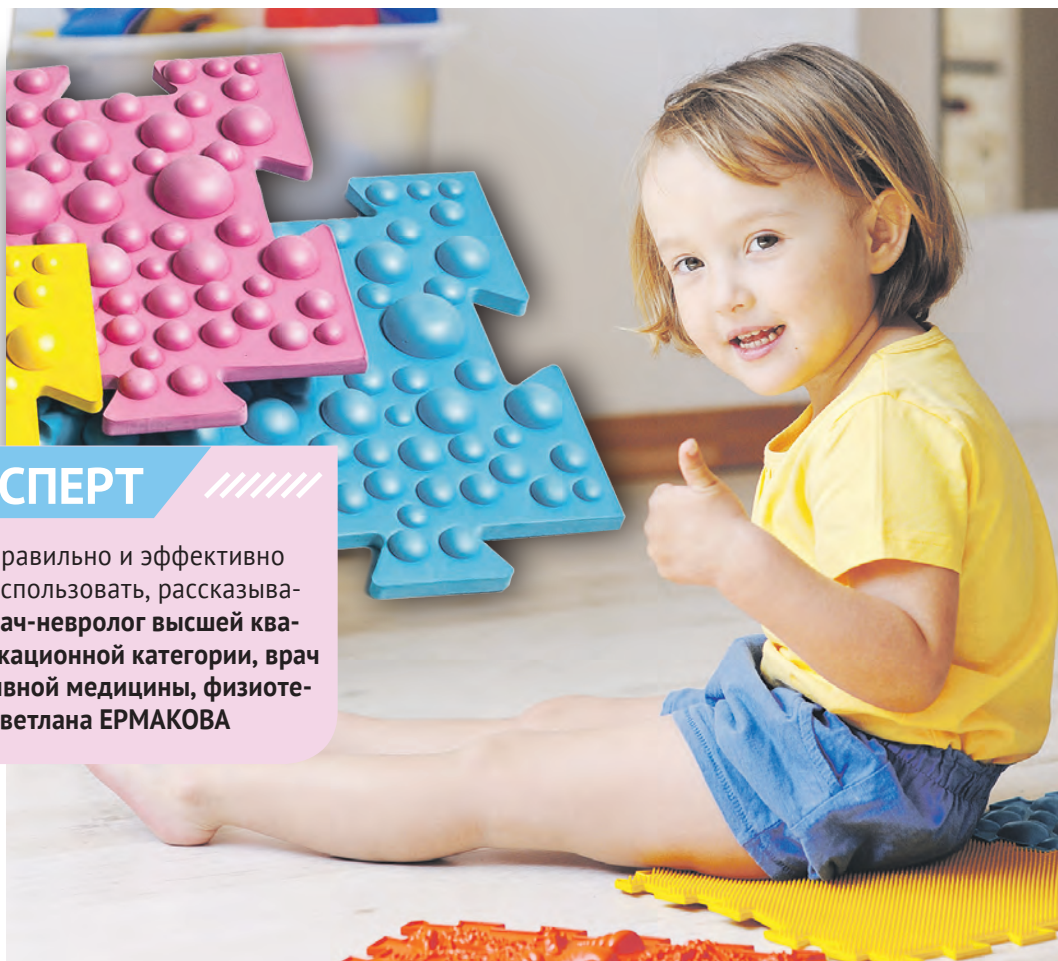 СПЕРТ
равильно и эффективно
спользовать, рассказыва-
ач-невролог высшей ква-
кационной категории, врач
ивной медицины, физиоте-
ветлана ЕРМАКОВА